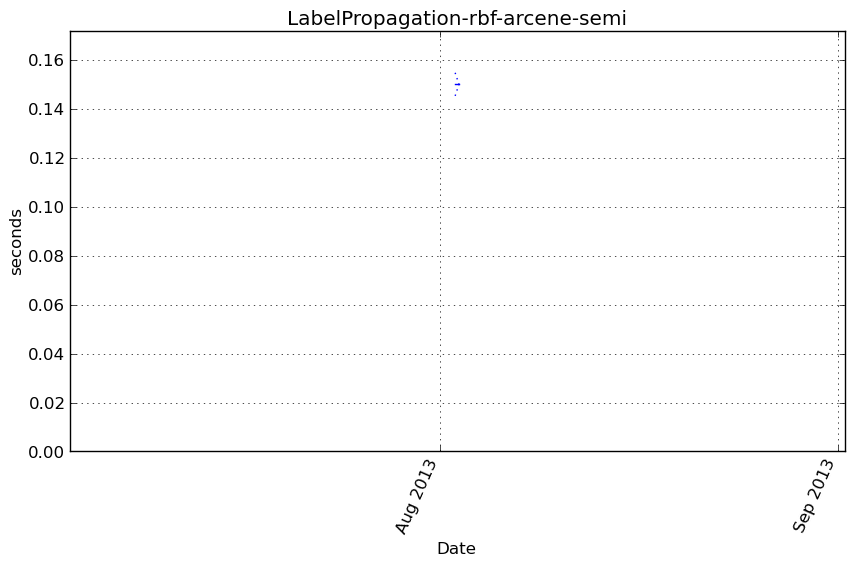 LabelPropagation-rbf-arcene-semi
0.16
0.14
0.12
0.10
0.08
0.06
0.04
0.02
0.00
seconds
Aug 2013
Sep 2013
Date